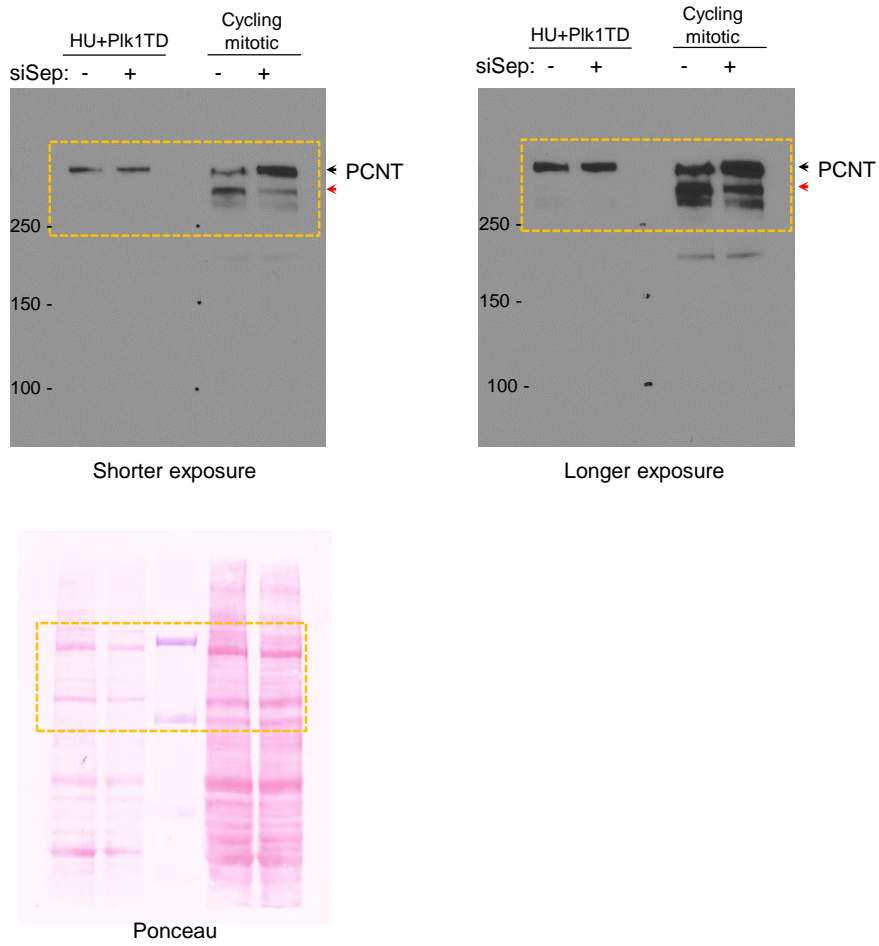 HU+Plk1TD
Cycling
mitotic
siSep: - + - +
PCNT
250 -
150 -
100 -
Shorter exposure
HU+Plk1TD
Cycling
mitotic
siSep: - + - +
PCNT
250 -
150 -
100 -
Longer exposure
Ponceau